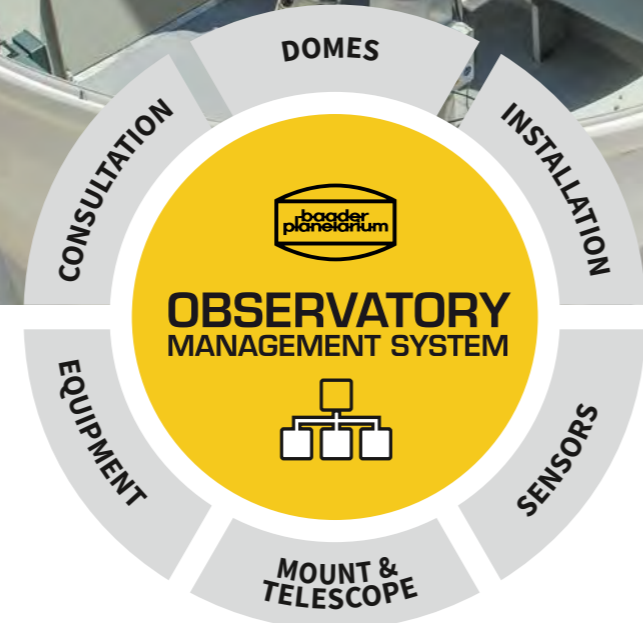 DOMES
INSTALLATION
SENSORS
MOUNT &
TELESCOPE
EQUIPMENT
CONSULTATION
baader
planetarium
OBSERVATORY
MANAGEMENT SYSTEM